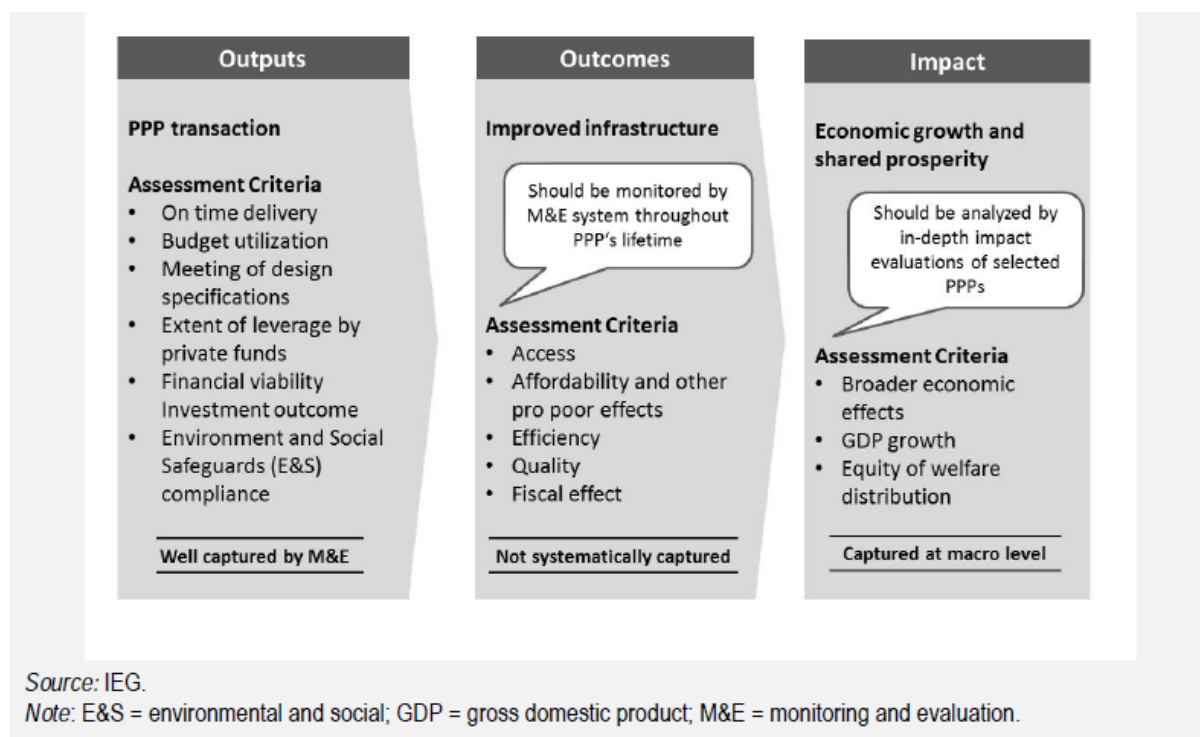 Outputs
PPP transaction
Assessment Criteria
• On time delivery
• Budget utilization
• Meeting of design
specifications
• Extent of leverage by
private funds
• Financial viability
Investment outcome
• Environment and Social
Safeguards (E&S)
compliance
Well captured by M&E
Outcomes
Improved infrastructure
Should be monitored by
M&E system throughout
PPP's lifetime
Assessment Criteria
• Access
• Affordability and other
pro poor effects
• Efficiency
• Quality
• Fiscal effect
Not systematically captured
Impact
Economic growth and
shared prosperity
Should be analyzed by
in-depth impact
evaluations of selected
PPPs
Assessment Criteria
• Broader economic
effects
• GDP growth
• Equity of welfare
distribution
Captured at macro level
Source: IEG.
Note: E&S = environmental and social; GDP = gross domestic product; M&E = monitoring and evaluation.